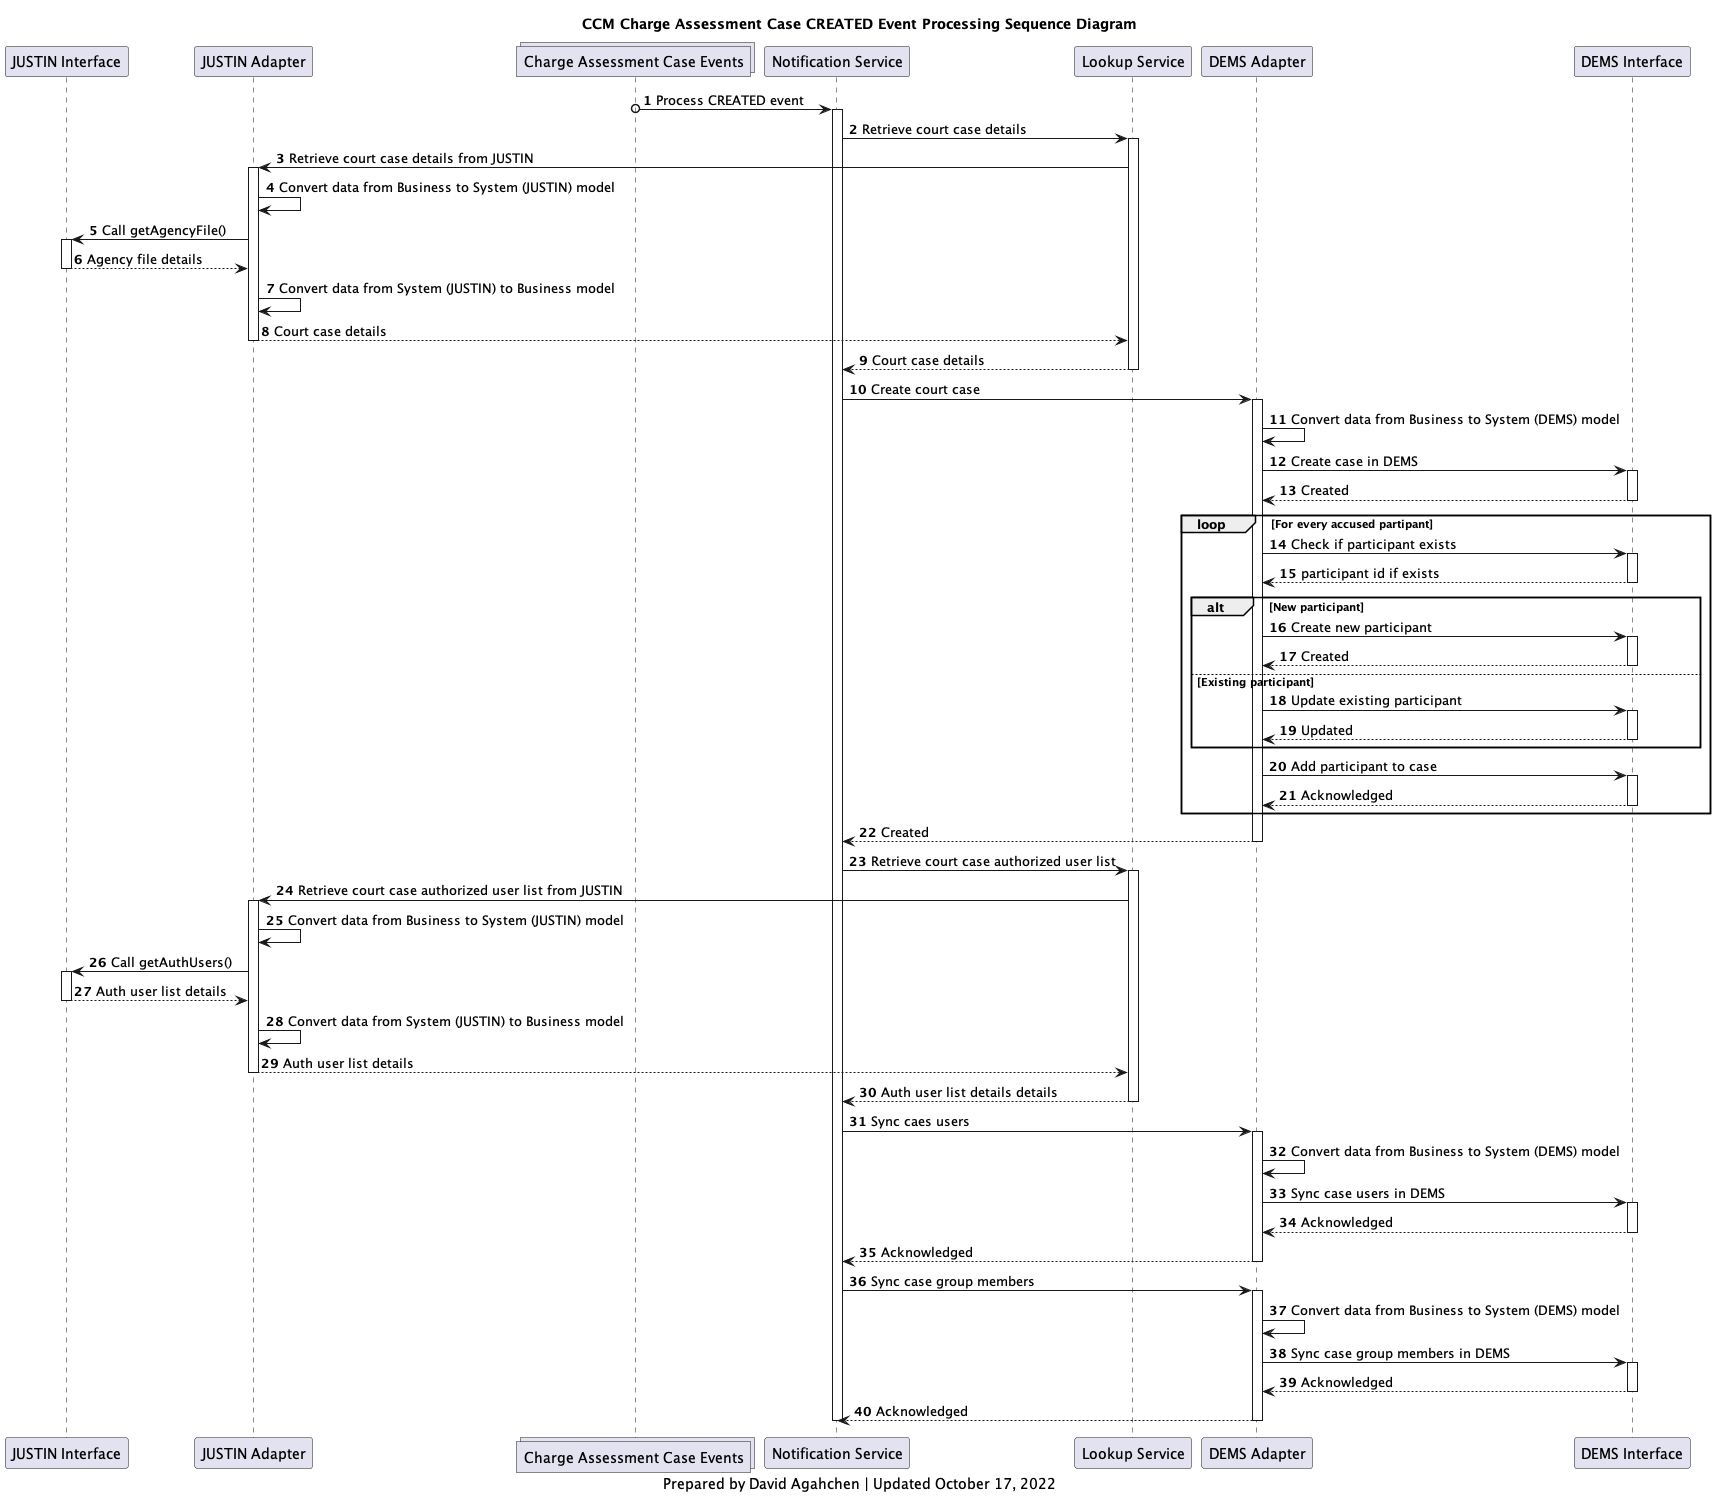 CCM Charge Assessment Case CREATED Event Processing Sequence Diagram
JUSTIN Interface
JUSTIN Adapter
Charge Assessment Case Events
Notification Service
Lookup Service
DEMS Adapter
DEMS Interface
1 Process CREATED event
2 Retrieve court case details
3 Retrieve court case details from JUSTIN
4 Convert data from Business to System (JUSTIN) model
5 Call getAgencyFile()
6 Agency file details
7 Convert data from System (JUSTIN) to Business model
8 Court case details
9 Court case details
10 Create court case
11 Convert data from Business to System (DEMS) model
12 Create case in DEMS
13 Created
loop
[For every accused partipant]
14 Check if participant exists
15 participant id if exists
alt
[New participant]
16 Create new participant
17 Created
[Existing participant]
18 Update existing participant
19 Updated
20 Add participant to case
21 Acknowledged
22 Created
23 Retrieve court case authorized user list
24 Retrieve court case authorized user list from JUSTIN
25 Convert data from Business to System (JUSTIN) model
26 Call getAuthUsers()
27 Auth user list details
28 Convert data from System (JUSTIN) to Business model
29 Auth user list details
30 Auth user list details details
31 Sync caes users
32 Convert data from Business to System (DEMS) model
33 Sync case users in DEMS
34 Acknowledged
35 Acknowledged
36 Sync case group members
37 Convert data from Business to System (DEMS) model
38 Sync case group members in DEMS
39 Acknowledged
40 Acknowledged
JUSTIN Interface
JUSTIN Adapter
Charge Assessment Case Events
Notification Service
Lookup Service
DEMS Adapter
DEMS Interface
Prepared by David Agahchen | Updated October 17, 2022